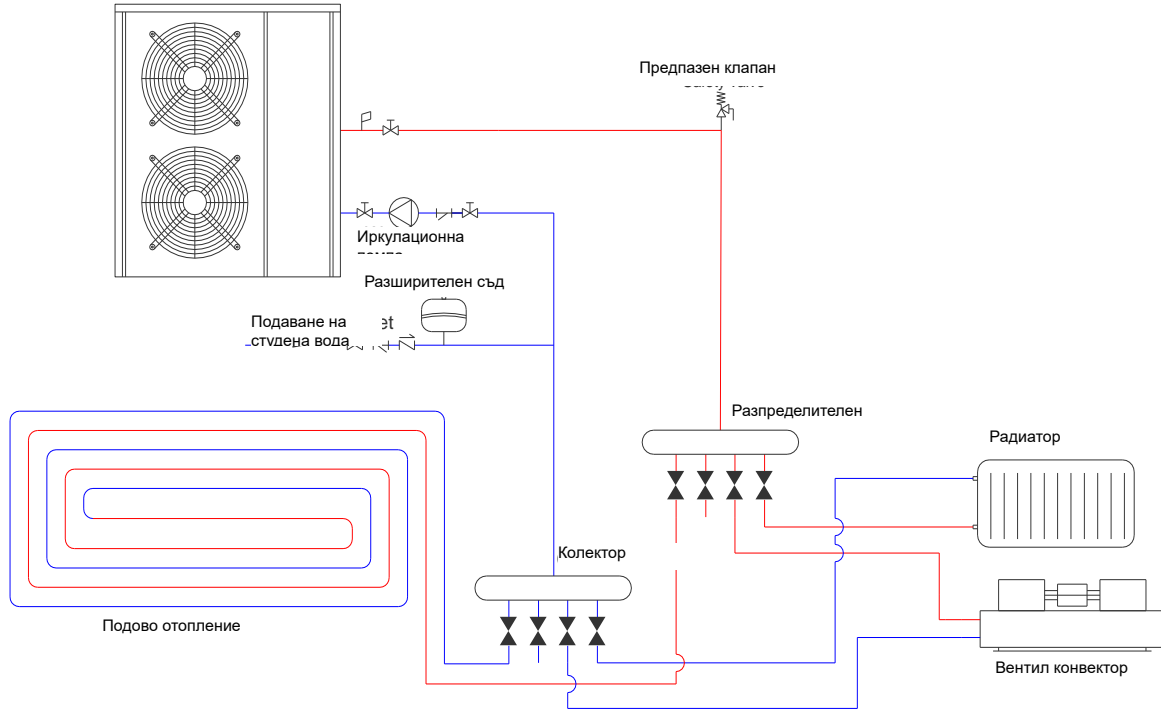 Предпазен клапан
Иркулационна
Разширителен съд
Подаване на
студена вода
Разпределителен
Радиатор
Колектор
Подово отопление
Вентил конвектор